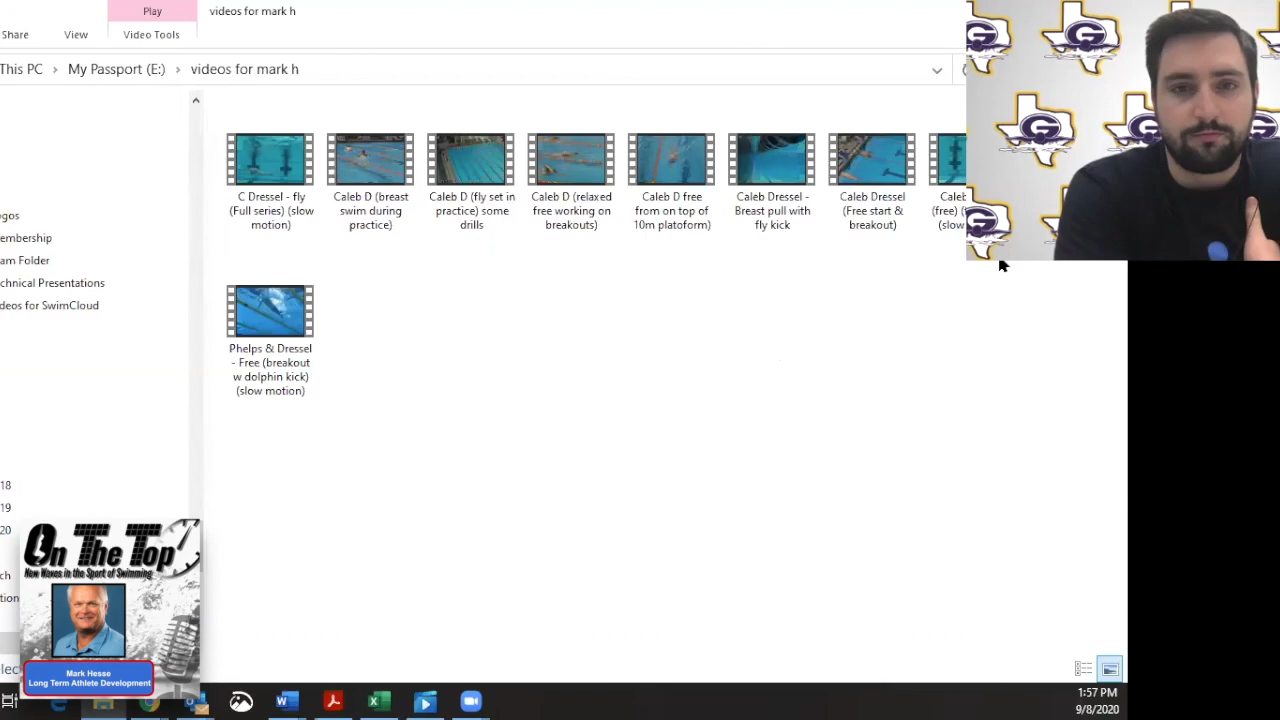 Play
videos for mark h
Share
View
Video Tools
This PC > My Passport (E:) > videos for mark h
C Dressel - fly
(Full series) (slow
motion)
Caleb D (breast
swim during
practice)
Caleb D (fly set in
practice) some
drills
Caleb D (relaxed
free working on
breakouts)
Caleb D free
from on top of
10m platoform)
Caleb Dressel -
Breast pull with
fly kick
Caleb Dressel
(Free start &
breakout)
Caleb
(free) (
(slow
ogos
embership
am Folder
chnical Presentations
deos for SwimCloud
Phelps & Dressel
- Free (breakout
w dolphin kick)
(slow motion)
18
19
20
ch
tion
elec
On The Top
New Waves in the Sport of Swimming
Mark Hesse
Long Term Athlete Development
G
G
G
G
G
1:57 PM
9/8/2020